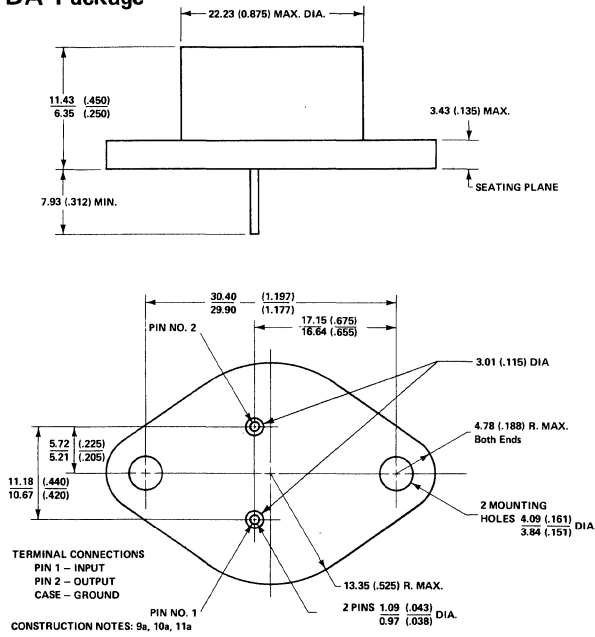 DA Package
22.23 (0.875) MAX. DIA.
11.43 (.450)
6.35 (.250)
3.43 (.135) MAX.
SEATING PLANE
7.93 (.312) MIN.
30.40 (1.197)
29.90 (1.177)
17.15 (.675)
16.64 (.655)
PIN NO. 2
3.01 (.115) DIA
4.78 (.188) R. MAX.
Both Ends
5.72 (.225)
5.21 (.205)
11.18 (.440)
10.67 (.420)
2 MOUNTING
HOLES 4.09 (.161)
3.84 (.151) DIA
TERMINAL CONNECTIONS
PIN 1 – INPUT
PIN 2 – OUTPUT
CASE – GROUND
13.35 (.525) R. MAX.
PIN NO. 1
2 PINS 1.09 (.043)
0.97 (.038) DIA.
CONSTRUCTION NOTES: 9a, 10a, 11a